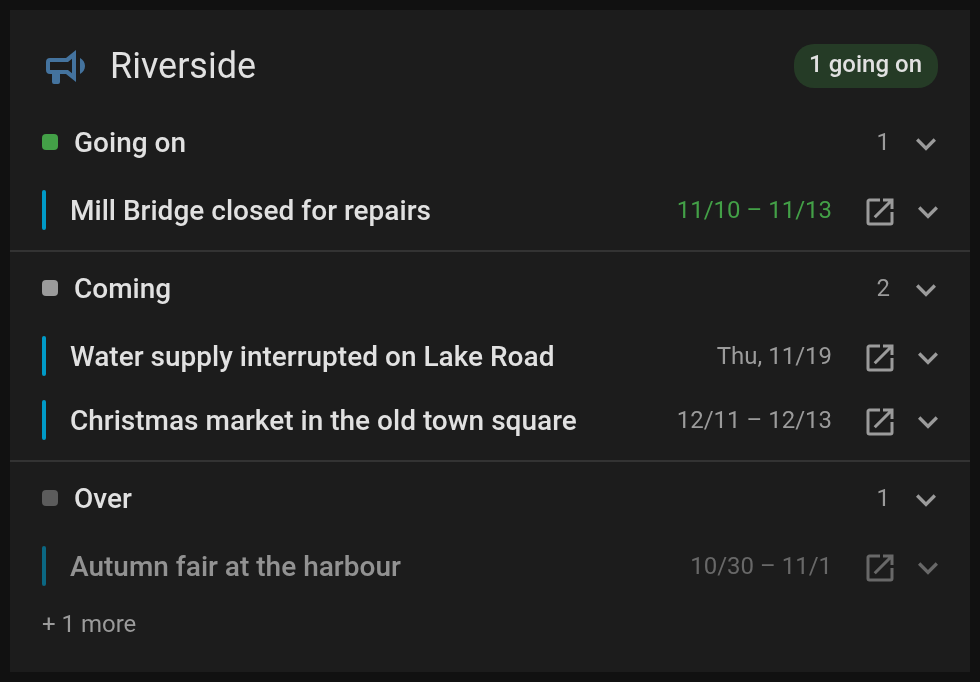 Riverside
1 going on
Going on 1
Mill Bridge closed for repairs 11/10 – 11/13
Coming 2
Water supply interrupted on Lake Road Thu, 11/19
Christmas market in the old town square 12/11 – 12/13
Over 1
Autumn fair at the harbour 10/30 – 11/1
+ 1 more